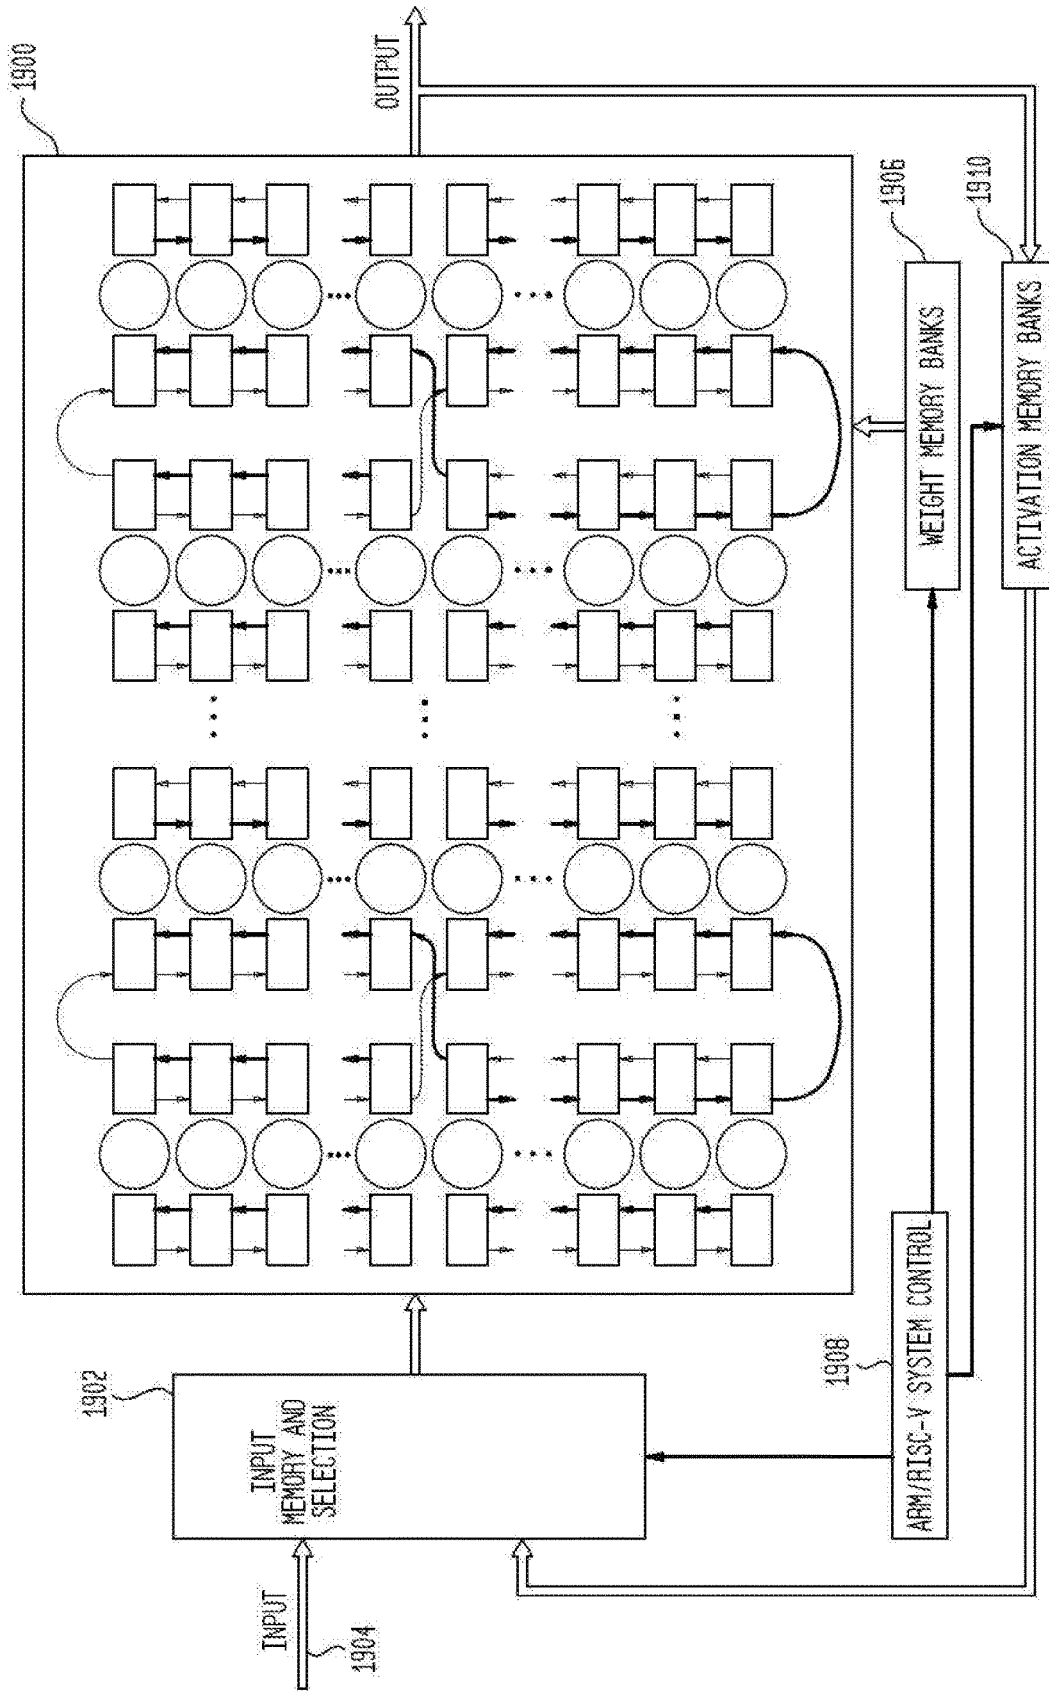 1900
OUTPUT
1902
INPUT
MEMORY AND
SELECTION
INPUT
1904
1906
WEIGHT MEMORY BANKS
1910
ACTIVATION MEMORY BANKS
1908
ARM/RISC-V SYSTEM CONTROL